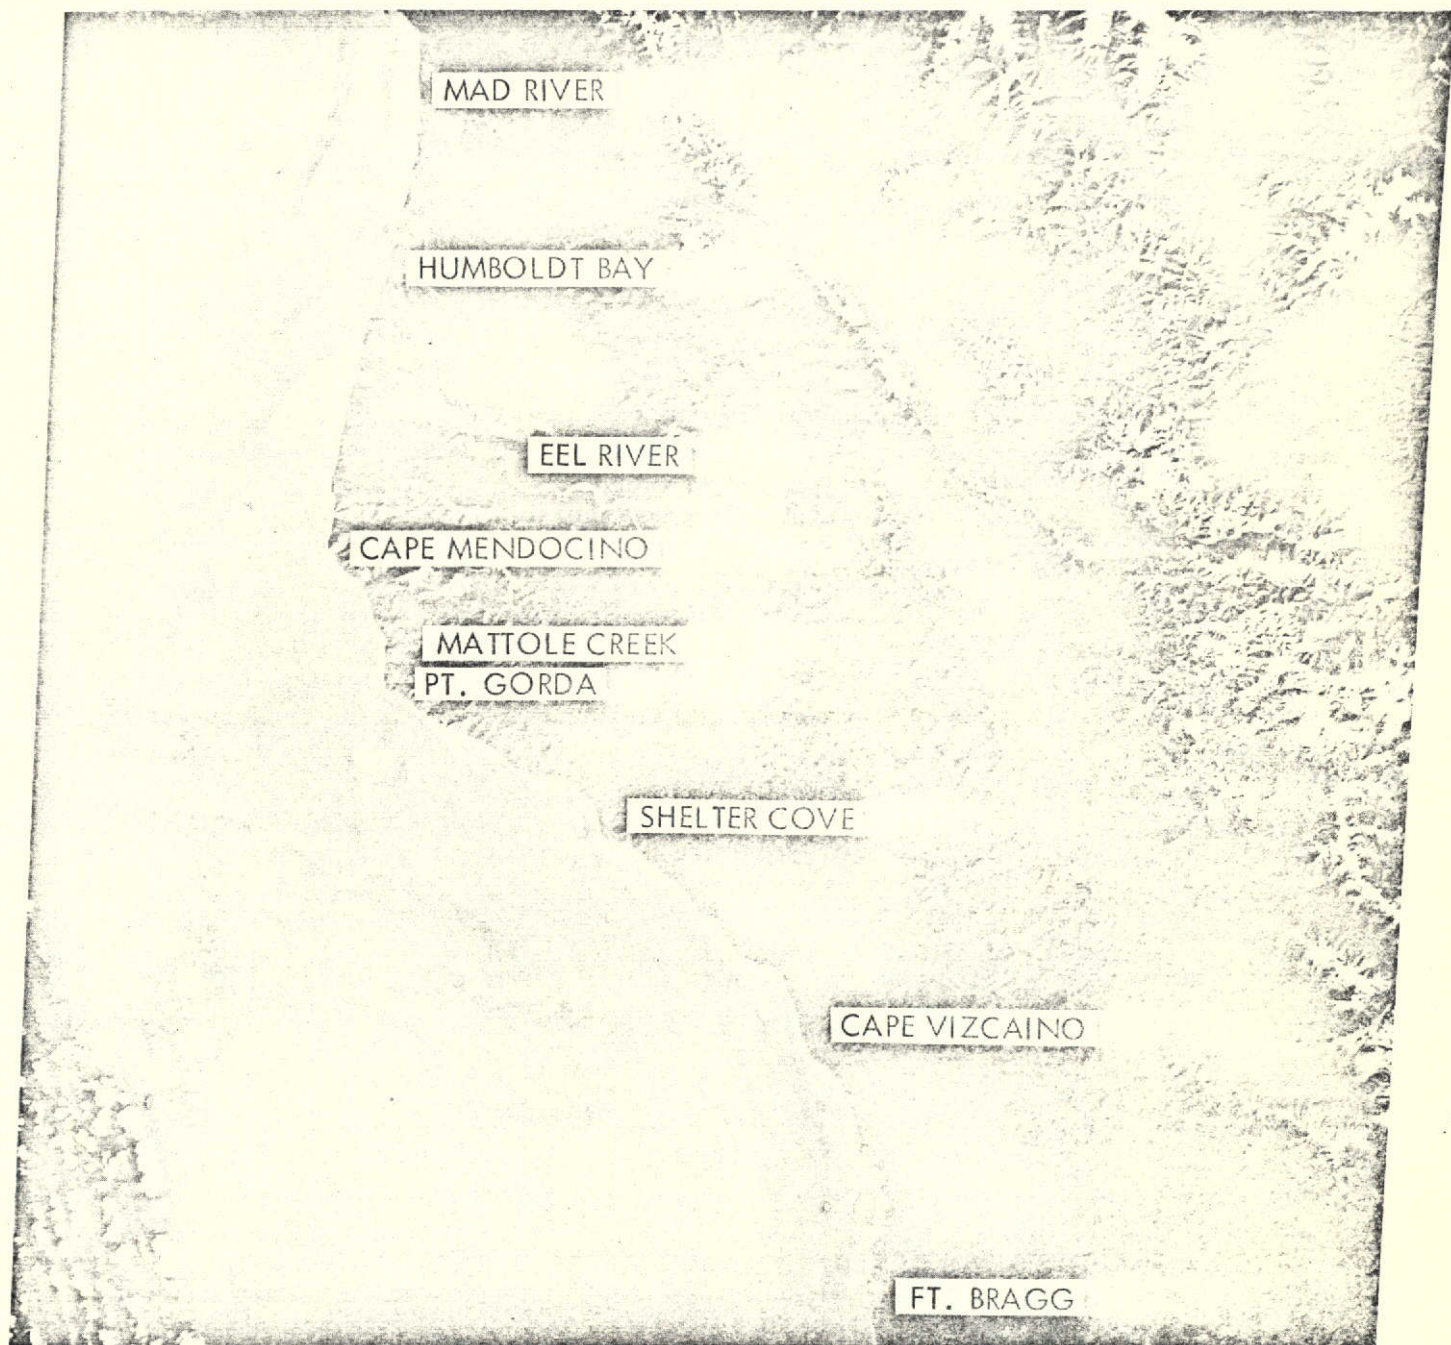 MAD RIVER
HUMBOLDT BAY
EEL RIVER
CAPE MENDOCINO
MATTOLE CREEK
PT. GORDA
SHELTER COVE
CAPE VIZCAINO
FT. BRAGG